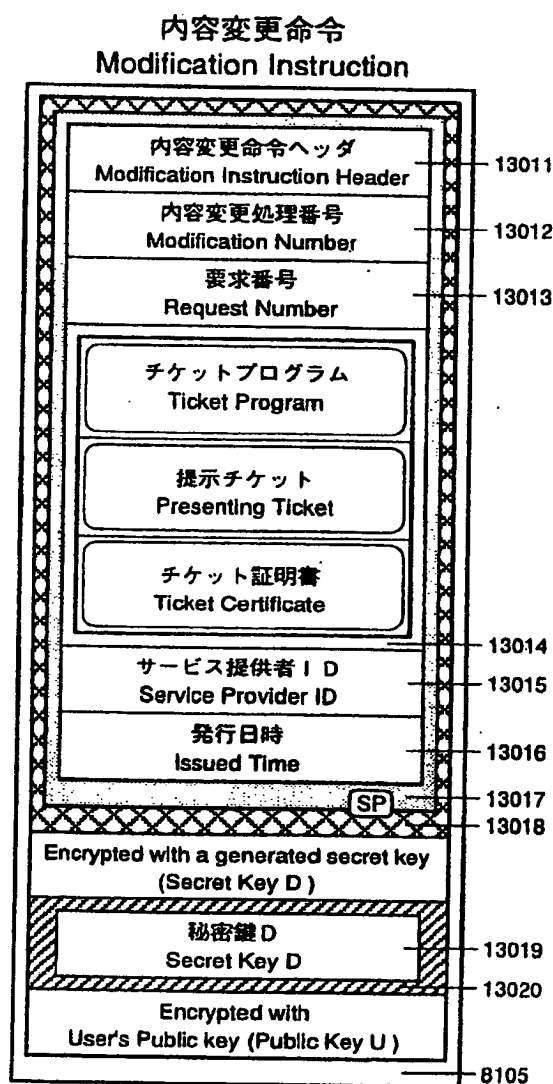 内容変更命令
Modification Instruction
内容変更命令ヘッダ
Modification Instruction Header
13011
内容変更処理番号
Modification Number
13012
要求番号
Request Number
13013
チケットプログラム
Ticket Program
提示チケット
Presenting Ticket
チケット証明書
Ticket Certificate
13014
サービス提供者ID
Service Provider ID
13015
発行日時
Issued Time
13016
SP
13017
13018
Encrypted with a generated secret key
(Secret Key D )
秘密鍵D
Secret Key D
13019
13020
Encrypted with
User's Public key (Public Key U )
8105